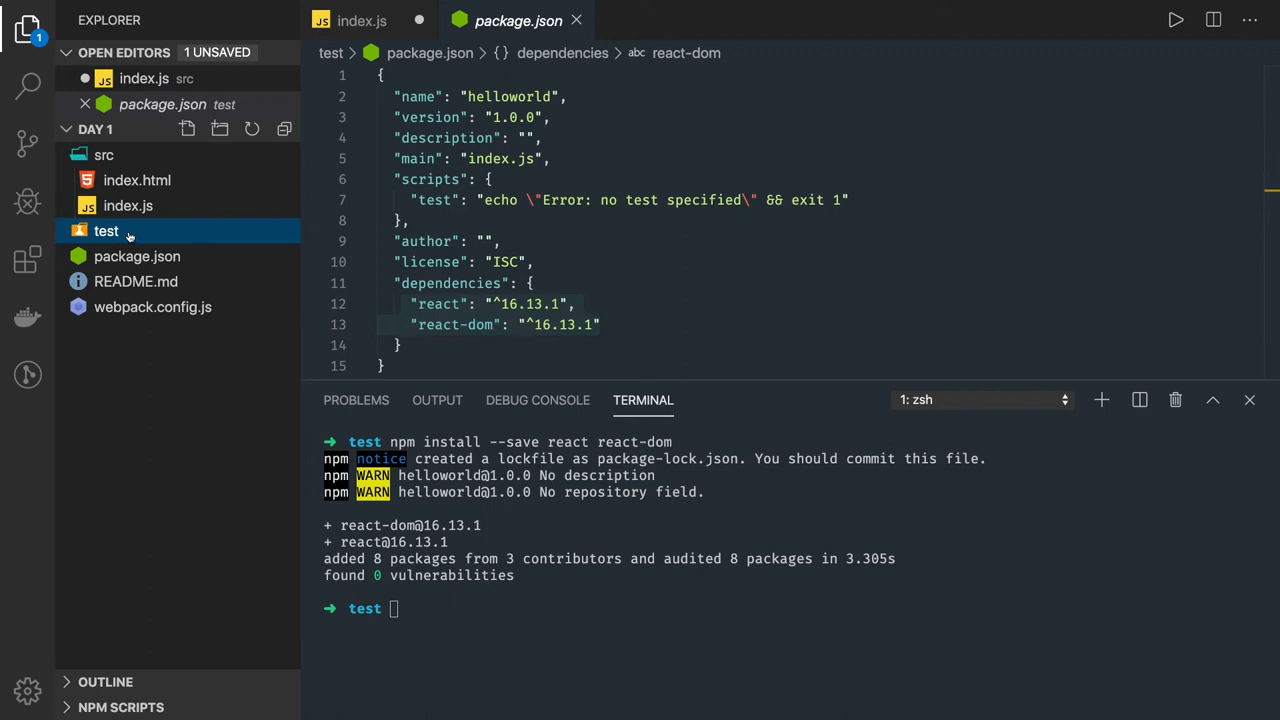 EXPLORER
OPEN EDITORS 1 UNSAVED
1
JS index.js src
package.json test
DAY 1
src
index.html
JS index.js
test
package.json
README.md
webpack.config.js
OUTLINE
NPM SCRIPTS
JS index.js
package.json
test package.json {} dependencies abc react-dom
1 {
2 "name": "helloworld",
3 "version": "1.0.0",
4 "description": "",
5 "main": "index.js",
6 "scripts": {
7 "test": "echo \"Error: no test specified\" && exit 1"
8 },
9 "author": "",
10 "license": "ISC",
11 "dependencies": {
12 "react": "^16.13.1",
13 "react-dom": "^16.13.1"
14 }
15 }
PROBLEMS OUTPUT DEBUG CONSOLE TERMINAL 1: zsh
➜ test npm install --save react react-dom
npm notice created a lockfile as package-lock.json. You should commit this file.
npm WARN helloworld@1.0.0 No description
npm WARN helloworld@1.0.0 No repository field.
+ react-dom@16.13.1
+ react@16.13.1
added 8 packages from 3 contributors and audited 8 packages in 3.305s
found 0 vulnerabilities
➜ test